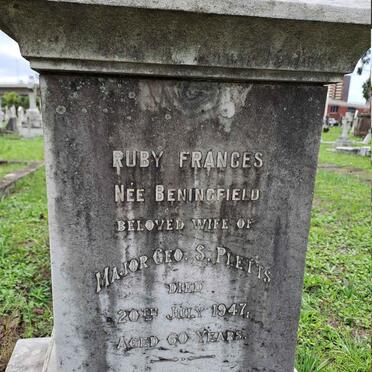 RUBY FRANCES
NÉE BENINGFIELD
BELOVED WIFE OF
MAJOR GEO. S. PLETTS
DIED
20TH JULY 1947,
AGED 60 YEARS.